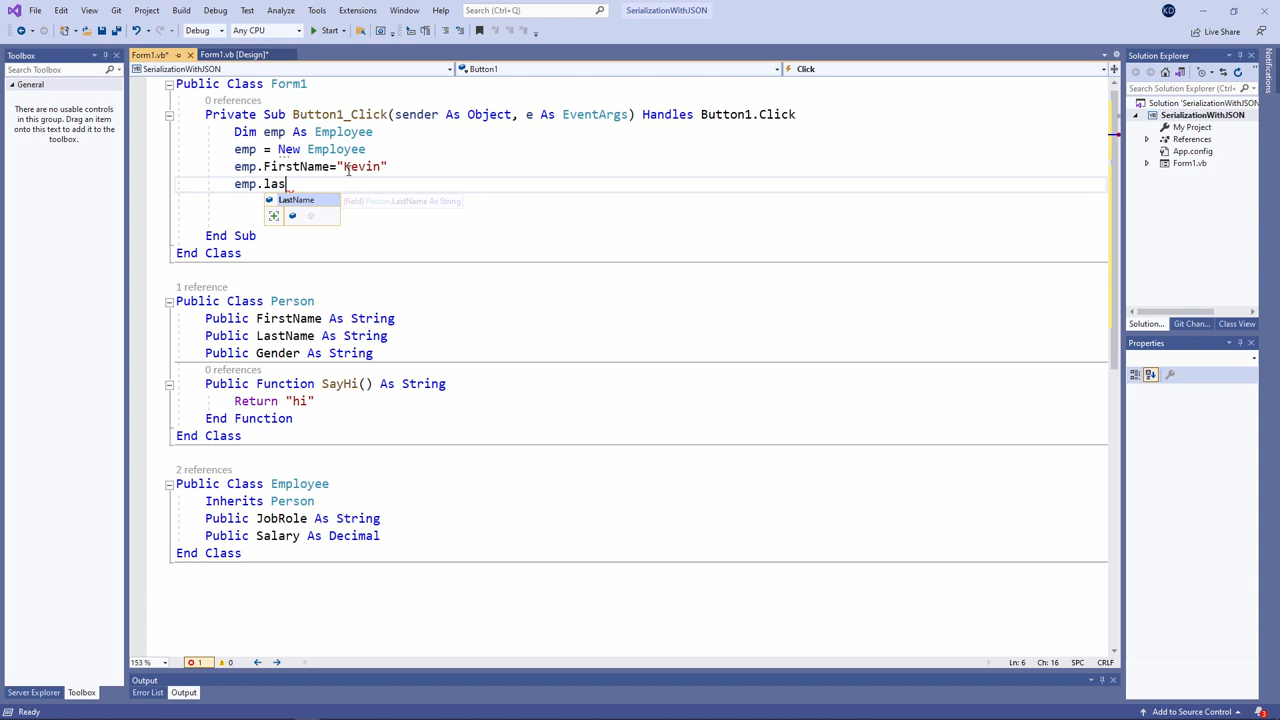 File Edit View Git Project Build Debug Test Analyze Tools Extensions Window Help Search (Ctrl+Q) SerializationWithJSON KD
Debug Any CPU Start Live Share
Toolbox
Search Toolbox
General
There are no usable controls
in this group. Drag an item
onto this text to add it to the
toolbox.
Form1.vb* Form1.vb [Design]*
SerializationWithJSON Button1 Click
Public Class Form1
0 references
Private Sub Button1_Click(sender As Object, e As EventArgs) Handles Button1.Click
Dim emp As Employee
emp = New Employee
emp.FirstName="Kevin"
emp.las
LastName (field) Person.LastName As String
End Sub
End Class
1 reference
Public Class Person
Public FirstName As String
Public LastName As String
Public Gender As String
0 references
Public Function SayHi() As String
Return "hi"
End Function
End Class
2 references
Public Class Employee
Inherits Person
Public JobRole As String
Public Salary As Decimal
End Class
153 % 1 0 Ln: 6 Ch: 16 SPC CRLF
Output
Server Explorer Toolbox Error List Output
Solution Explorer
Search Solution Explorer (Ctrl+;)
Solution 'SerializationWithJSON
SerializationWithJSON
My Project
References
App.config
Form1.vb
Solution... Git Chan... Class View
Properties
Notifications
Ready Add to Source Control 3